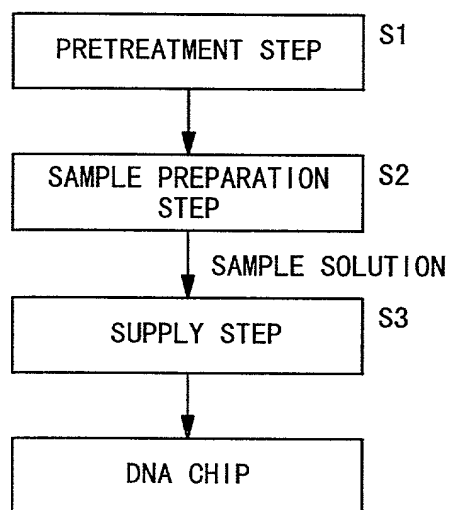 PRETREATMENT STEP
S1
SAMPLE PREPARATION
STEP
S2
SAMPLE SOLUTION
SUPPLY STEP
S3
DNA CHIP